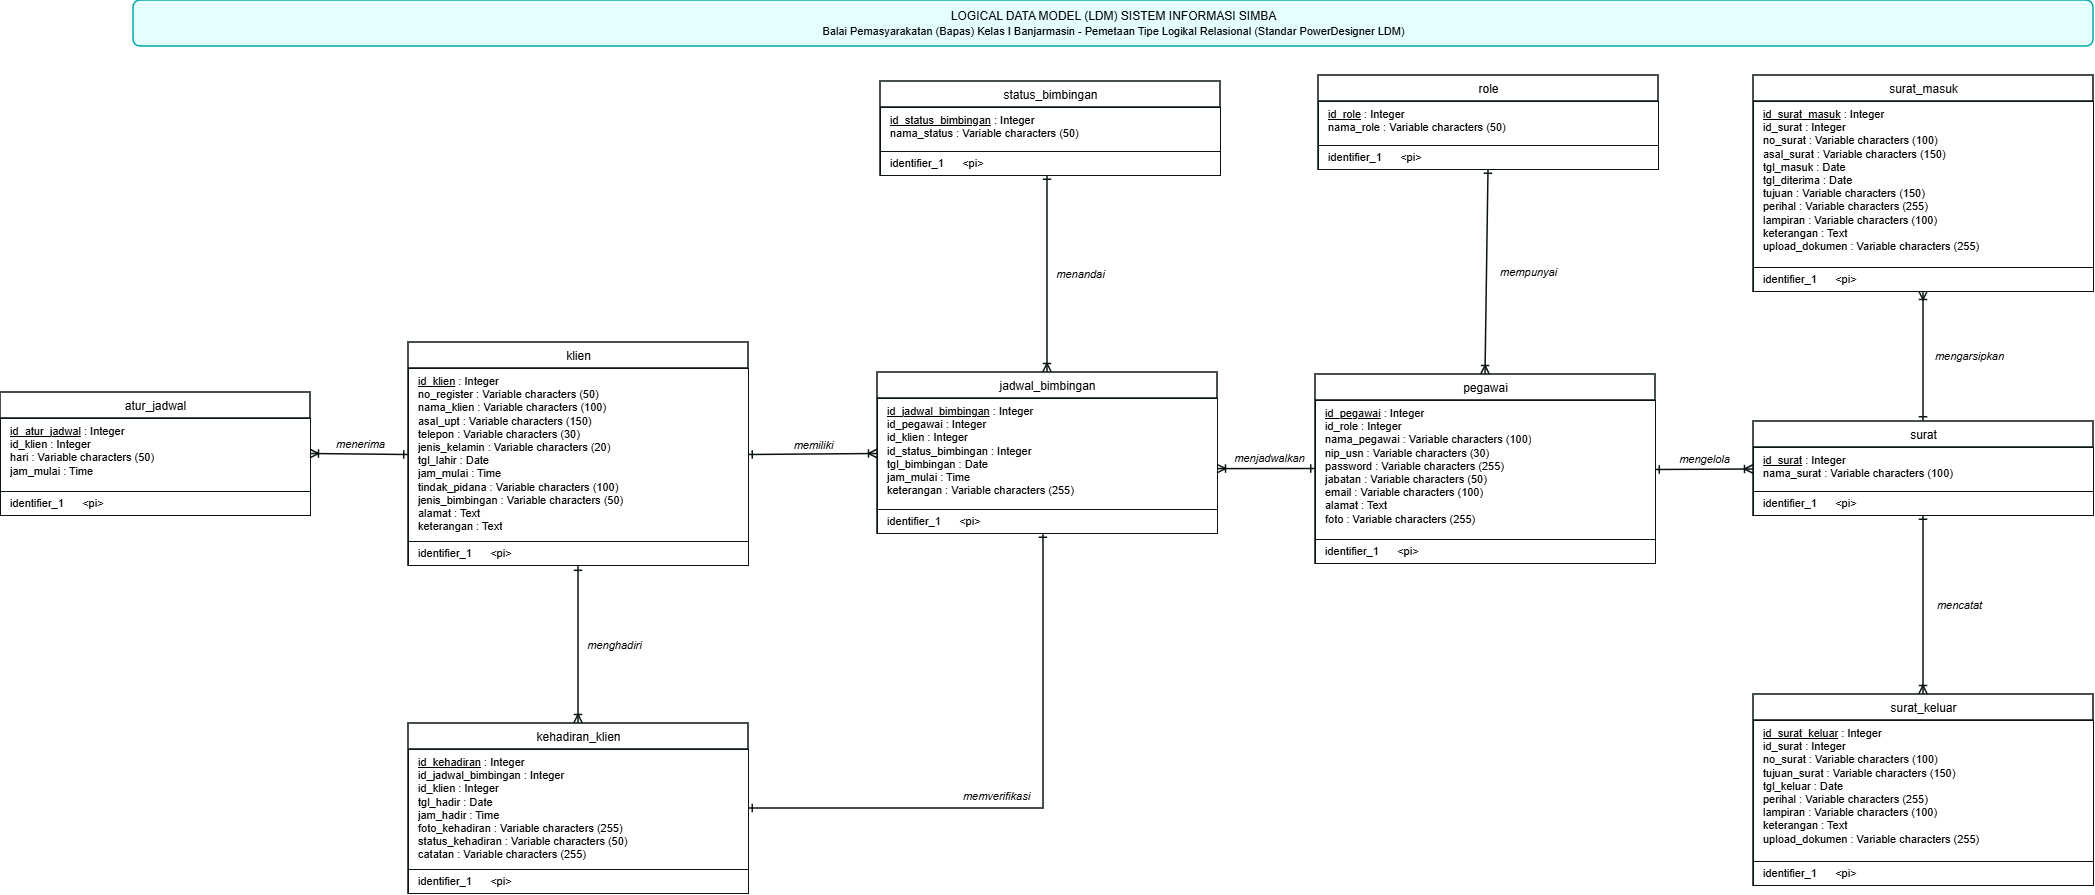 LOGICAL DATA MODEL (LDM) SISTEM INFORMASI SIMBA
Balai Pemasyarakatan (Bapas) Kelas I Banjarmasin - Pemetaan Tipe Logikal Relasional (Standar PowerDesigner LDM)
status_bimbingan
id_status_bimbingan : Integer
nama_status : Variable characters (50)
identifier_1 <pi>
role
id_role : Integer
nama_role : Variable characters (50)
identifier_1 <pi>
surat_masuk
id_surat_masuk : Integer
id_surat : Integer
no_surat : Variable characters (100)
asal_surat : Variable characters (150)
tgl_masuk : Date
tgl_diterima : Date
tujuan : Variable characters (150)
perihal : Variable characters (255)
lampiran : Variable characters (100)
keterangan : Text
upload_dokumen : Variable characters (255)
identifier_1 <pi>
menandai
mempunyai
mengarsipkan
atur_jadwal
id_atur_jadwal : Integer
id_klien : Integer
hari : Variable characters (50)
jam_mulai : Time
identifier_1 <pi>
menerima
klien
id_klien : Integer
no_register : Variable characters (50)
nama_klien : Variable characters (100)
asal_upt : Variable characters (150)
telepon : Variable characters (30)
jenis_kelamin : Variable characters (20)
tgl_lahir : Date
jam_mulai : Time
tindak_pidana : Variable characters (100)
jenis_bimbingan : Variable characters (50)
alamat : Text
keterangan : Text
identifier_1 <pi>
memiliki
jadwal_bimbingan
id_jadwal_bimbingan : Integer
id_pegawai : Integer
id_klien : Integer
id_status_bimbingan : Integer
tgl_bimbingan : Date
jam_mulai : Time
keterangan : Variable characters (255)
identifier_1 <pi>
menjadwalkan
pegawai
id_pegawai : Integer
id_role : Integer
nama_pegawai : Variable characters (100)
nip_usn : Variable characters (30)
password : Variable characters (255)
jabatan : Variable characters (50)
email : Variable characters (100)
alamat : Text
foto : Variable characters (255)
identifier_1 <pi>
mengelola
surat
id_surat : Integer
nama_surat : Variable characters (100)
identifier_1 <pi>
menghadiri
mencatat
kehadiran_klien
id_kehadiran : Integer
id_jadwal_bimbingan : Integer
id_klien : Integer
tgl_hadir : Date
jam_hadir : Time
foto_kehadiran : Variable characters (255)
status_kehadiran : Variable characters (50)
catatan : Variable characters (255)
identifier_1 <pi>
memverifikasi
surat_keluar
id_surat_keluar : Integer
id_surat : Integer
no_surat : Variable characters (100)
tujuan_surat : Variable characters (150)
tgl_keluar : Date
perihal : Variable characters (255)
lampiran : Variable characters (100)
keterangan : Text
upload_dokumen : Variable characters (255)
identifier_1 <pi>